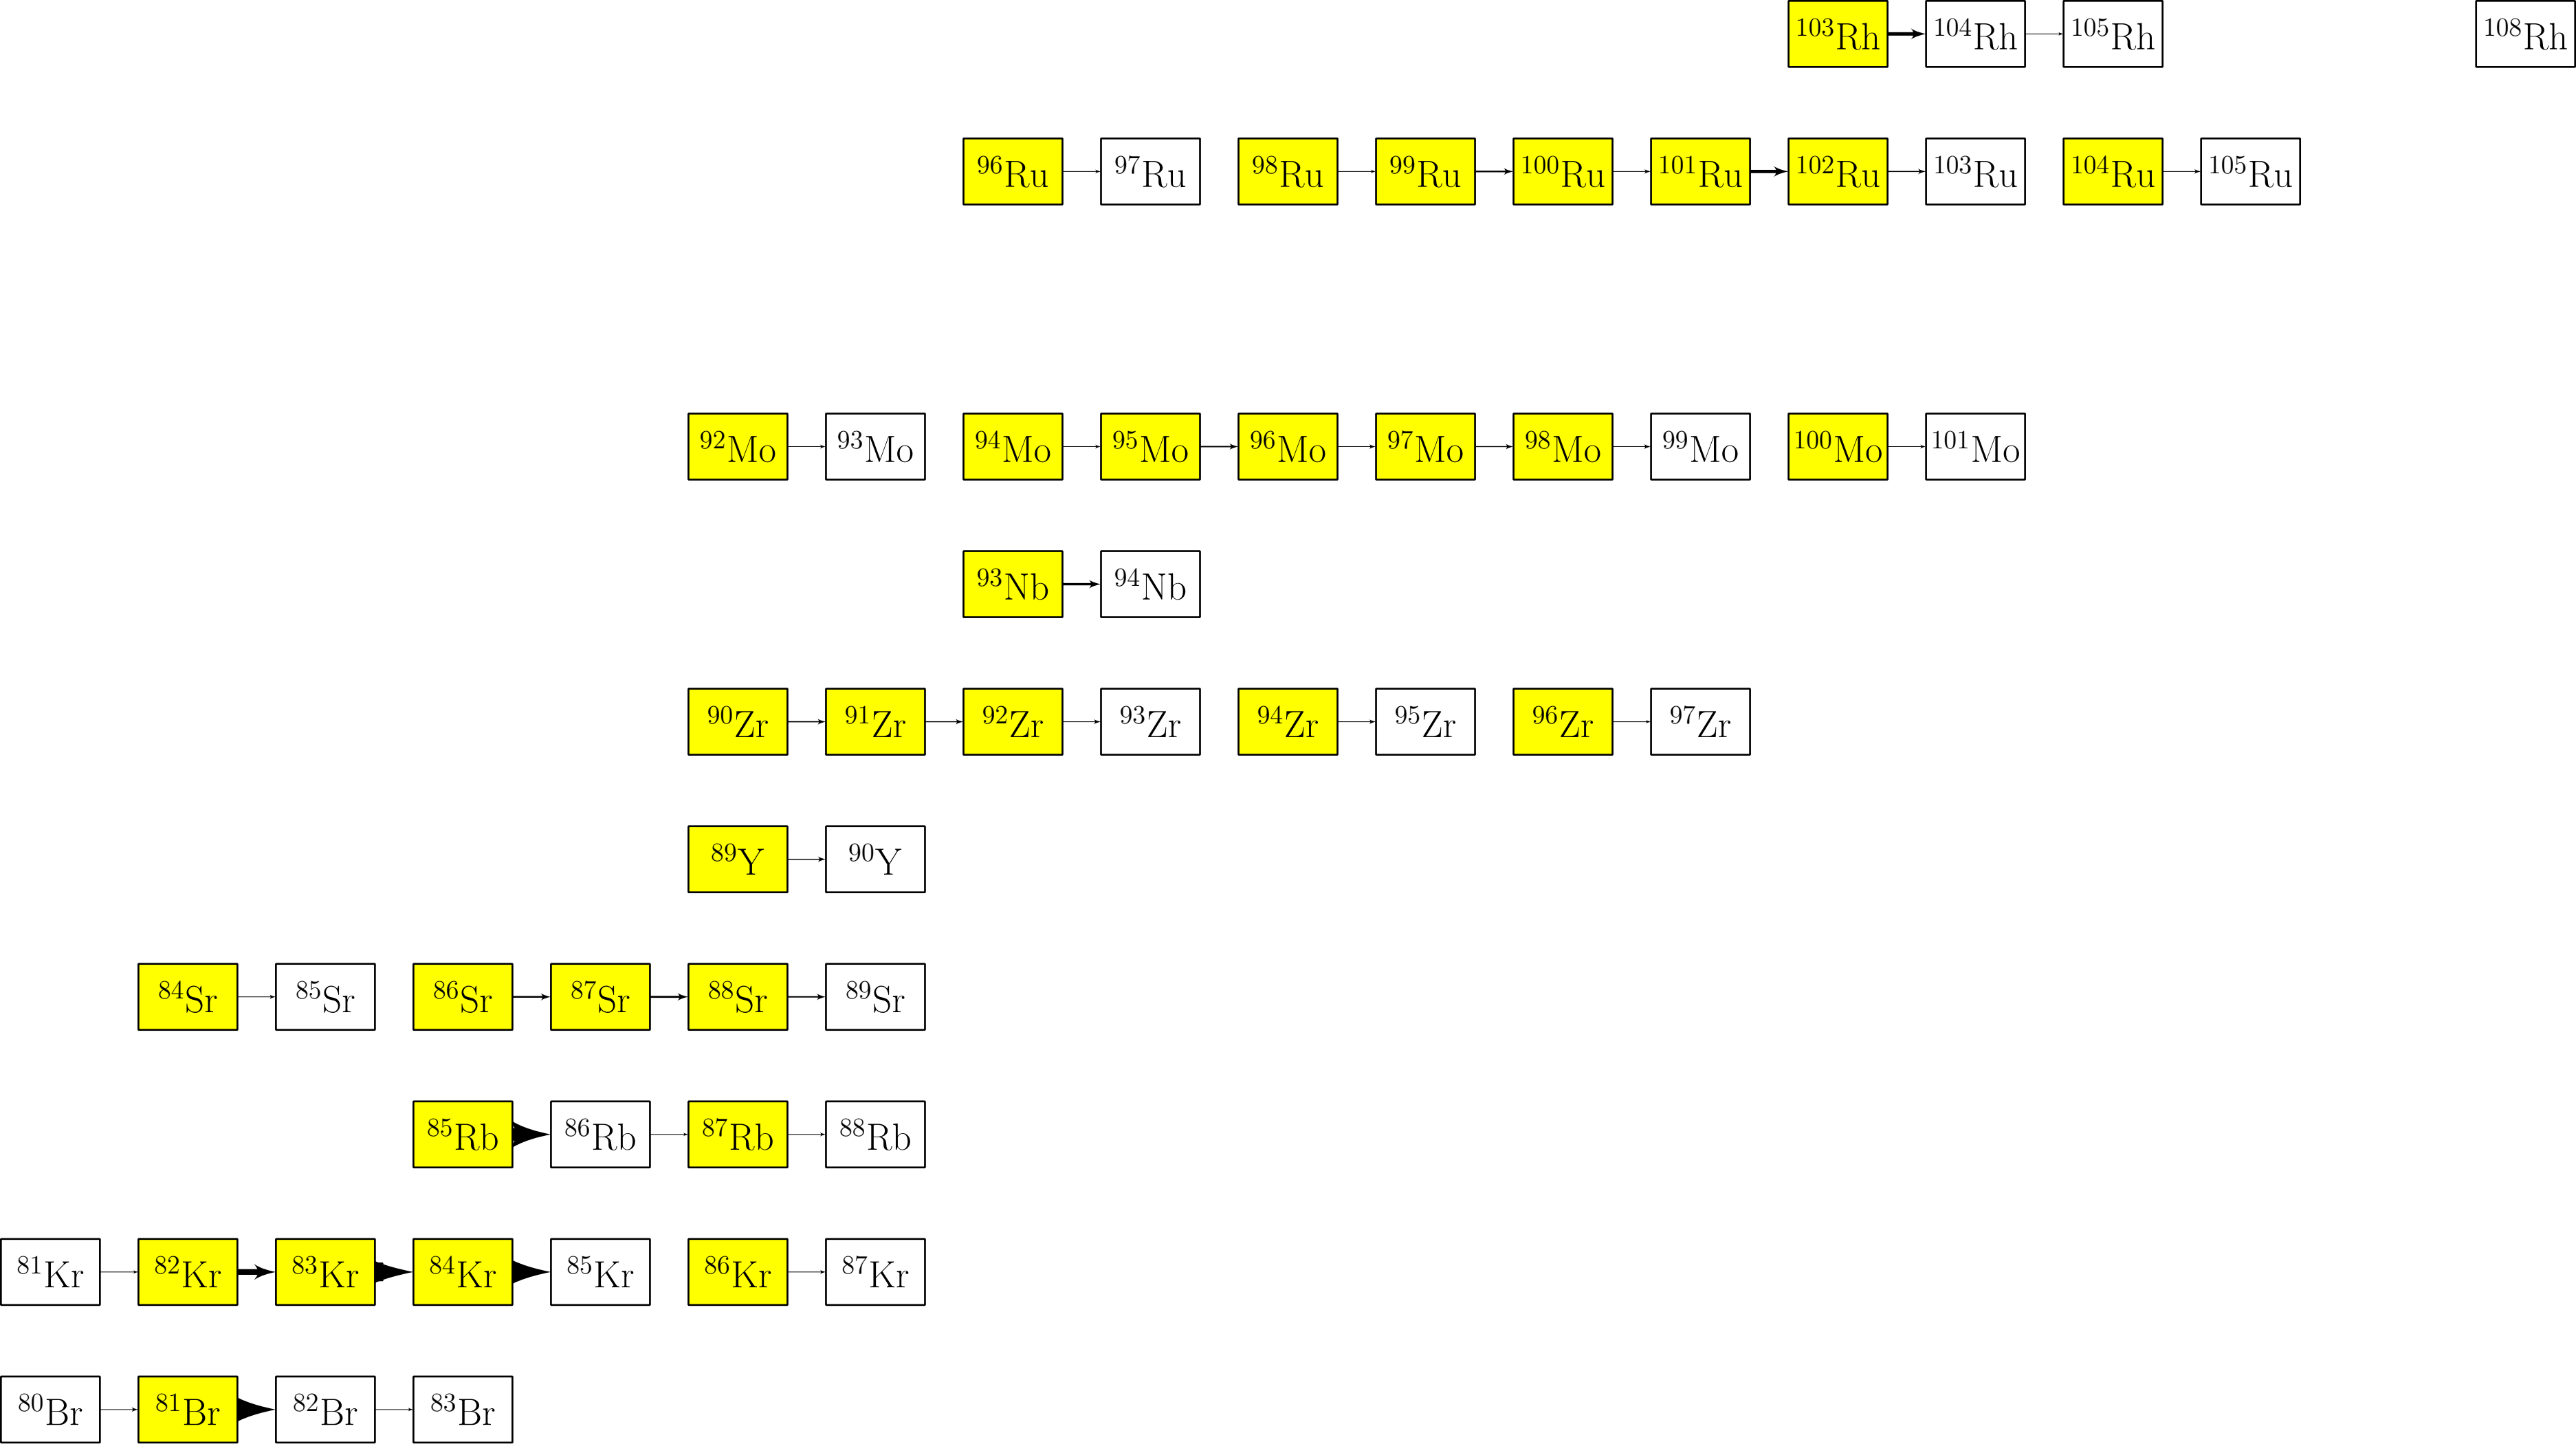 ¹⁰³Rh ¹⁰⁴Rh ¹⁰⁵Rh ¹⁰⁸Rh
⁹⁶Ru ⁹⁷Ru ⁹⁸Ru ⁹⁹Ru ¹⁰⁰Ru ¹⁰¹Ru ¹⁰²Ru ¹⁰³Ru ¹⁰⁴Ru ¹⁰⁵Ru
⁹²Mo ⁹³Mo ⁹⁴Mo ⁹⁵Mo ⁹⁶Mo ⁹⁷Mo ⁹⁸Mo ⁹⁹Mo ¹⁰⁰Mo ¹⁰¹Mo
⁹³Nb ⁹⁴Nb
⁹⁰Zr ⁹¹Zr ⁹²Zr ⁹³Zr ⁹⁴Zr ⁹⁵Zr ⁹⁶Zr ⁹⁷Zr
⁸⁹Y ⁹⁰Y
⁸⁴Sr ⁸⁵Sr ⁸⁶Sr ⁸⁷Sr ⁸⁸Sr ⁸⁹Sr
⁸⁵Rb ⁸⁶Rb ⁸⁷Rb ⁸⁸Rb
⁸¹Kr ⁸²Kr ⁸³Kr ⁸⁴Kr ⁸⁵Kr ⁸⁶Kr ⁸⁷Kr
⁸⁰Br ⁸¹Br ⁸²Br ⁸³Br